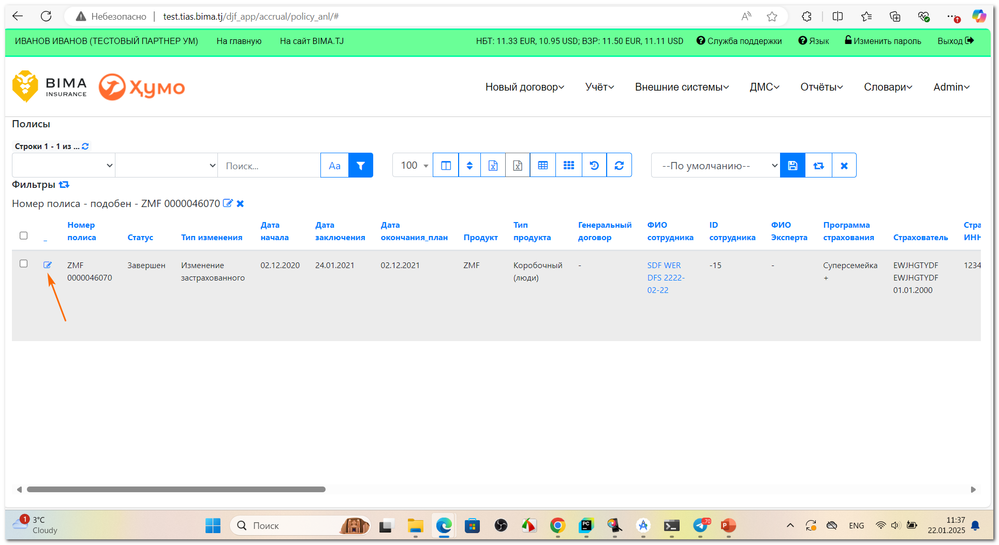 Небезопасно test.tias.bima.tj/djf_app/accrual/policy_anl/#
ИВАНОВ ИВАНОВ (ТЕСТОВЫЙ ПАРТНЕР УМ) На главную На сайт BIMA.TJ НБТ: 11.33 EUR, 10.95 USD; ВЗР: 11.50 EUR, 11.11 USD Служба поддержки Язык Изменить пароль Выход
BIMA
INSURANCE
Ҳумо
Новый договор Учёт Внешние системы ДМС Отчёты Словари Admin
Полисы
Строки 1 - 1 из ...
Поиск... Aa 100 --По умолчанию--
Фильтры
Номер полиса - подобен - ZMF 0000046070
Номер Дата Дата Дата Тип Генеральный ФИО ID ФИО Программа Стра
_ полиса Статус Тип изменения начала заключения окончания_план Продукт продукта договор сотрудника сотрудника Эксперта страхования Страхователь ИНН
ZMF Завершен Изменение 02.12.2020 24.01.2021 02.12.2021 ZMF Коробочный - SDF WER -15 - Суперсемейка EWJHGTYDF 1234
0000046070 застрахованного (люди) DFS 2222- + EWJHGTYDF
02-22 01.01.2000
1 3°C
Cloudy
Поиск
PC
70
P
ENG
11:37
22.01.2025